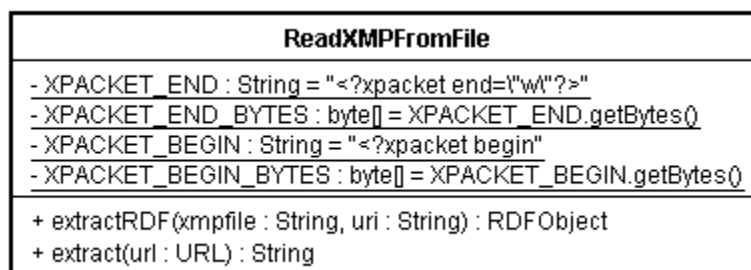 ReadXMPFromFile
- XPACKET_END : String = "<?xpacket end=\"w\"?>"
- XPACKET_END_BYTES : byte[] = XPACKET_END.getBytes()
- XPACKET_BEGIN : String = "<?xpacket begin"
- XPACKET_BEGIN_BYTES : byte[] = XPACKET_BEGIN.getBytes()
+ extractRDF(xmpfile : String, uri : String) : RDFObject
+ extract(url : URL) : String